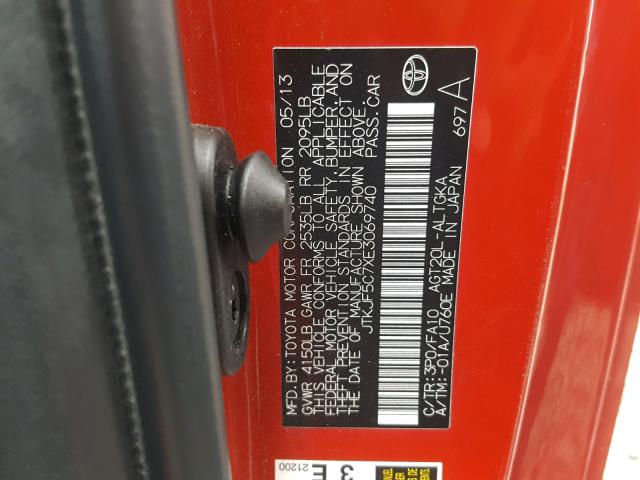 MFD. BY: TOYOTA MOTOR CORPORATION 05/13
GVWR 4150LB GAWR FR 2535LB RR 2095LB
THIS VEHICLE CONFORMS TO ALL APPLICABLE
FEDERAL MOTOR VEHICLE SAFETY, BUMPER, AND
THEFT PREVENTION STANDARDS IN EFFECT ON
THE DATE OF MANUFACTURE SHOWN ABOVE.
JTKJF5C7XE3069740 PASS. CAR
C/TR: 3P0/FA10 AGT20L-ALTGKA
A/TM: -01A/U760E MADE IN JAPAN
697 A
21200